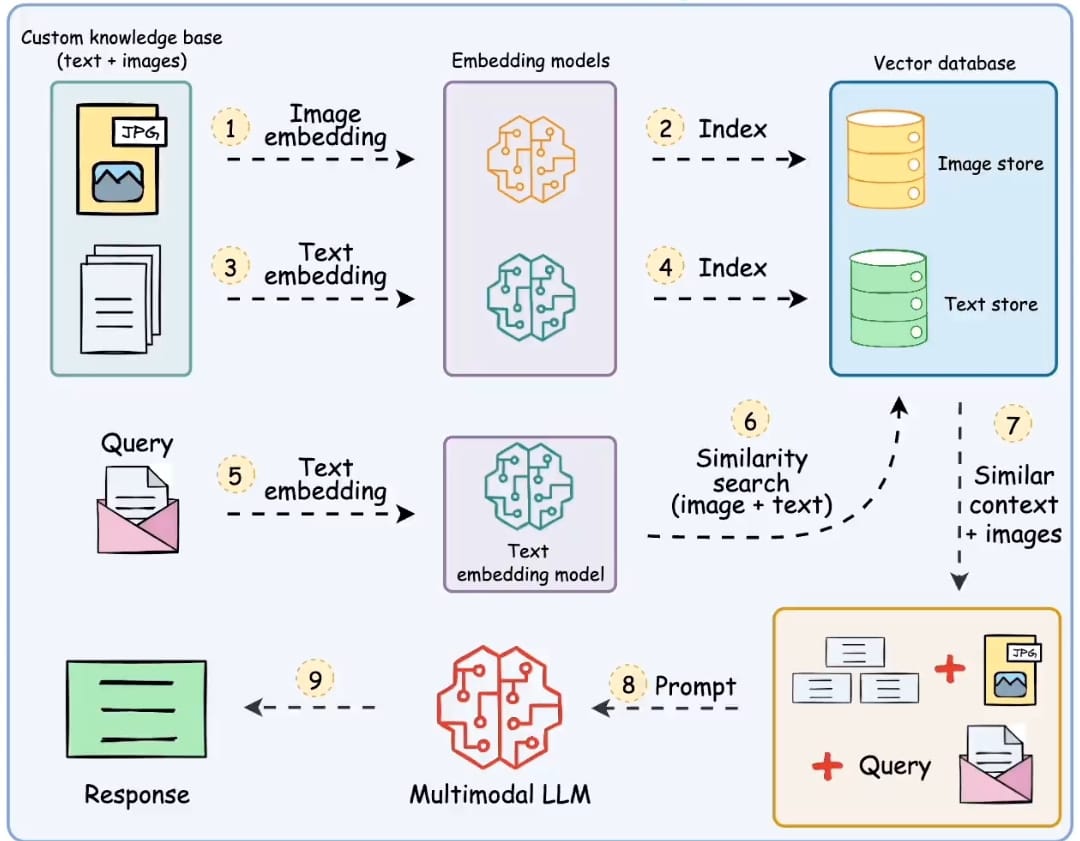 Custom knowledge base
(text + images)
Embedding models
Vector database
JPG
1
Image
embedding
2
Index
Image store
3
Text
embedding
4
Index
Text store
Query
5
Text
embedding
Text
embedding model
6
Similarity
search
(image + text)
7
Similar
context
+ images
JPG
+
+ Query
8 Prompt
Multimodal LLM
9
Response